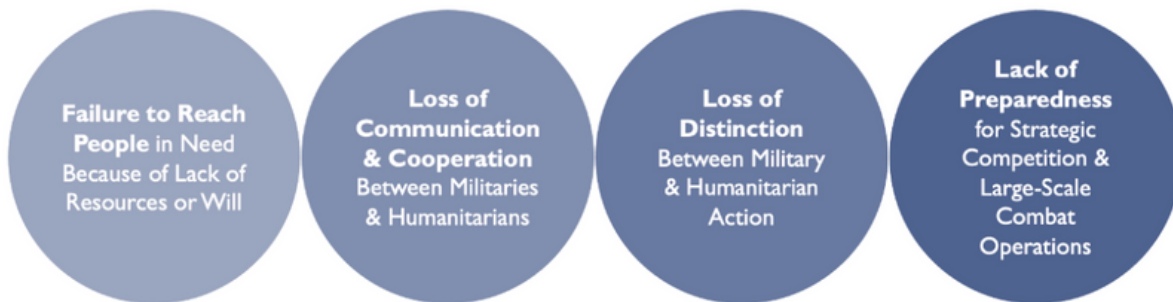 Failure to Reach
People in Need
Because of Lack of
Resources or Will
Loss of
Communication
& Cooperation
Between Militaries
& Humanitarians
Loss of
Distinction
Between Military
& Humanitarian
Action
Lack of
Preparedness
for Strategic
Competition &
Large-Scale
Combat
Operations